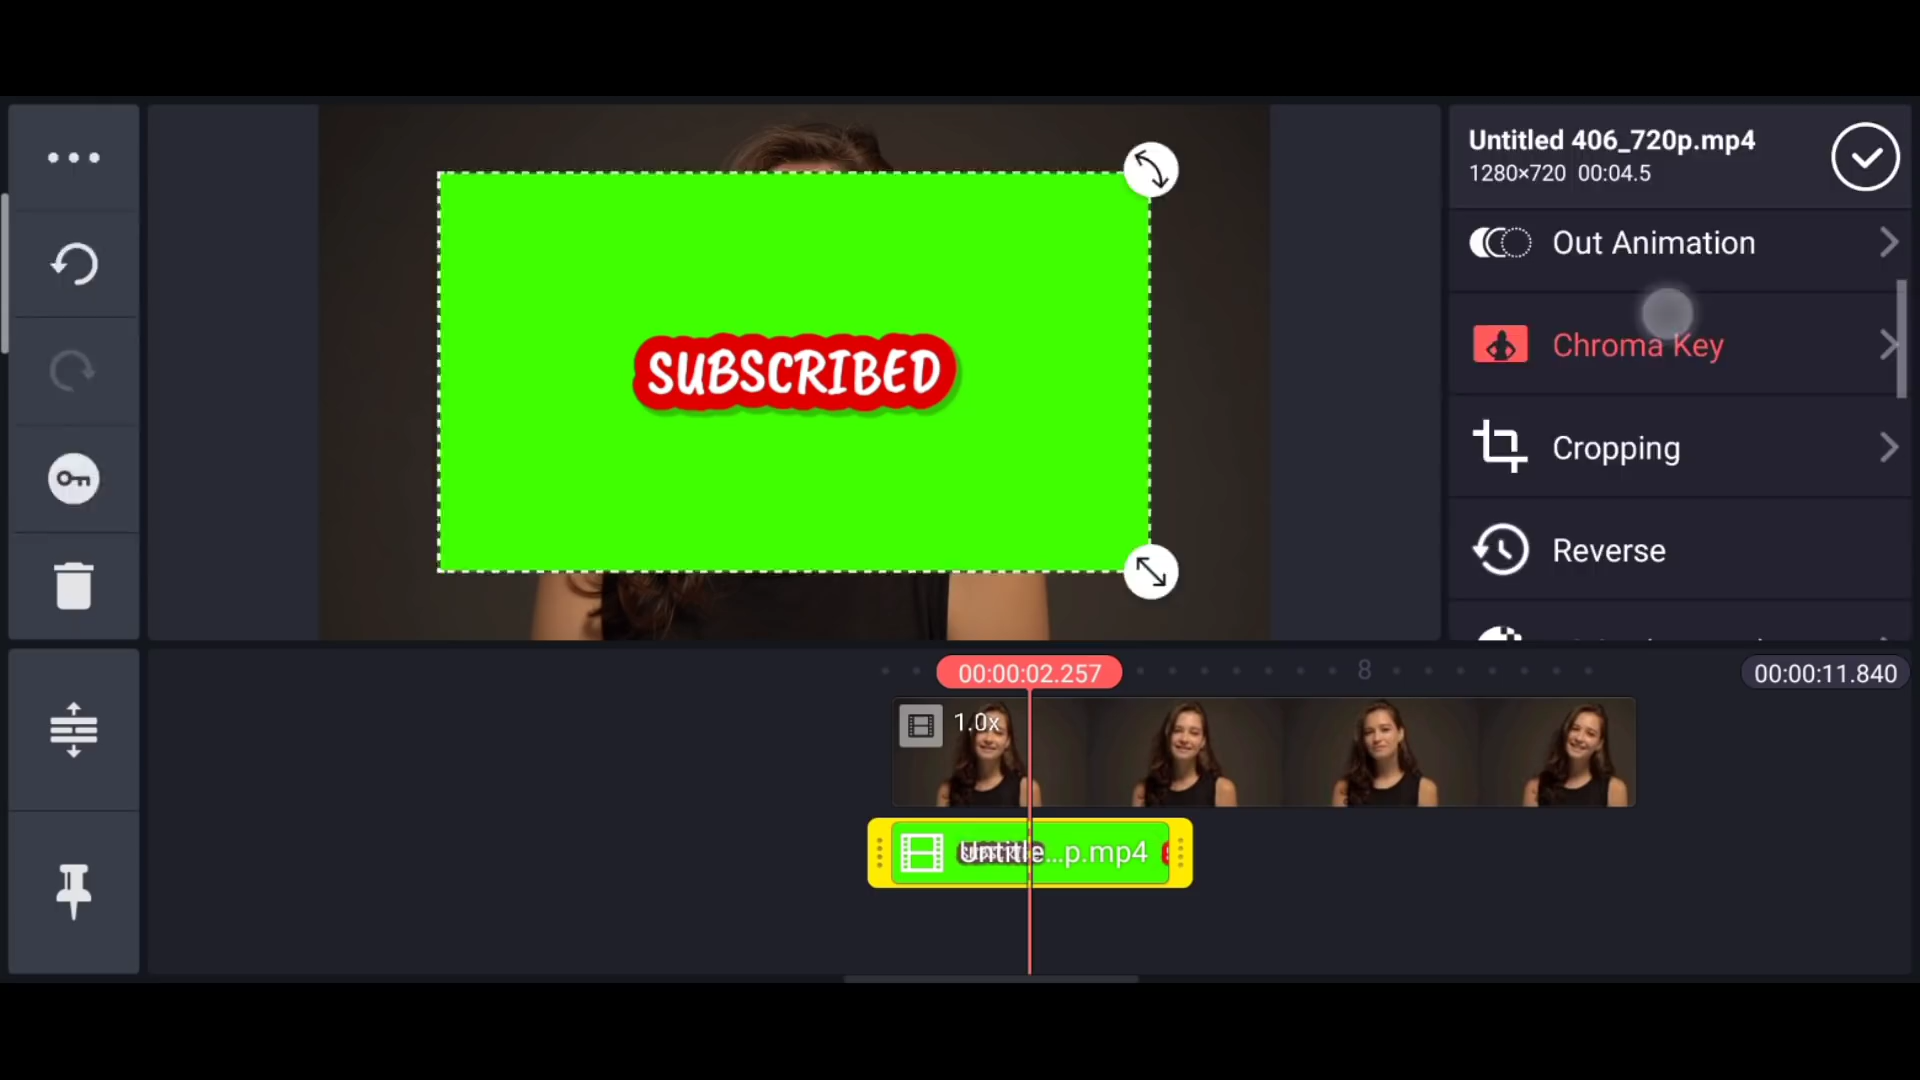 Untitled 406_720p.mp4
1280×720 00:04.5
Out Animation
Chroma Key
Cropping
Reverse
SUBSCRIBED
00:00:02.257
8
00:00:11.840
1.0x
Untitle...p.mp4